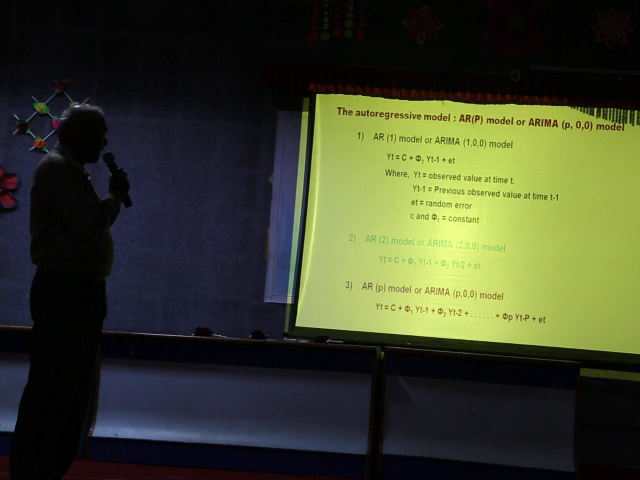 The autoregressive model : AR(P) model or ARIMA (p, 0,0) model
1) AR (1) model or ARIMA (1,0,0) model
Yt = C + Φ₁ Yt-1 + et
Where, Yt = observed value at time t.
Yt-1 = Previous observed value at time t-1
et = random error
c and Φ₁ = constant
2) AR (2) model or ARIMA (2,0,0) model
Yt = C + Φ₁ Yt-1 + Φ₂ Yt-2 + et
3) AR (p) model or ARIMA (p,0,0) model
Yt = C + Φ₁ Yt-1 + Φ₂ Yt-2 + . . . . . . + Φp Yt-P + et